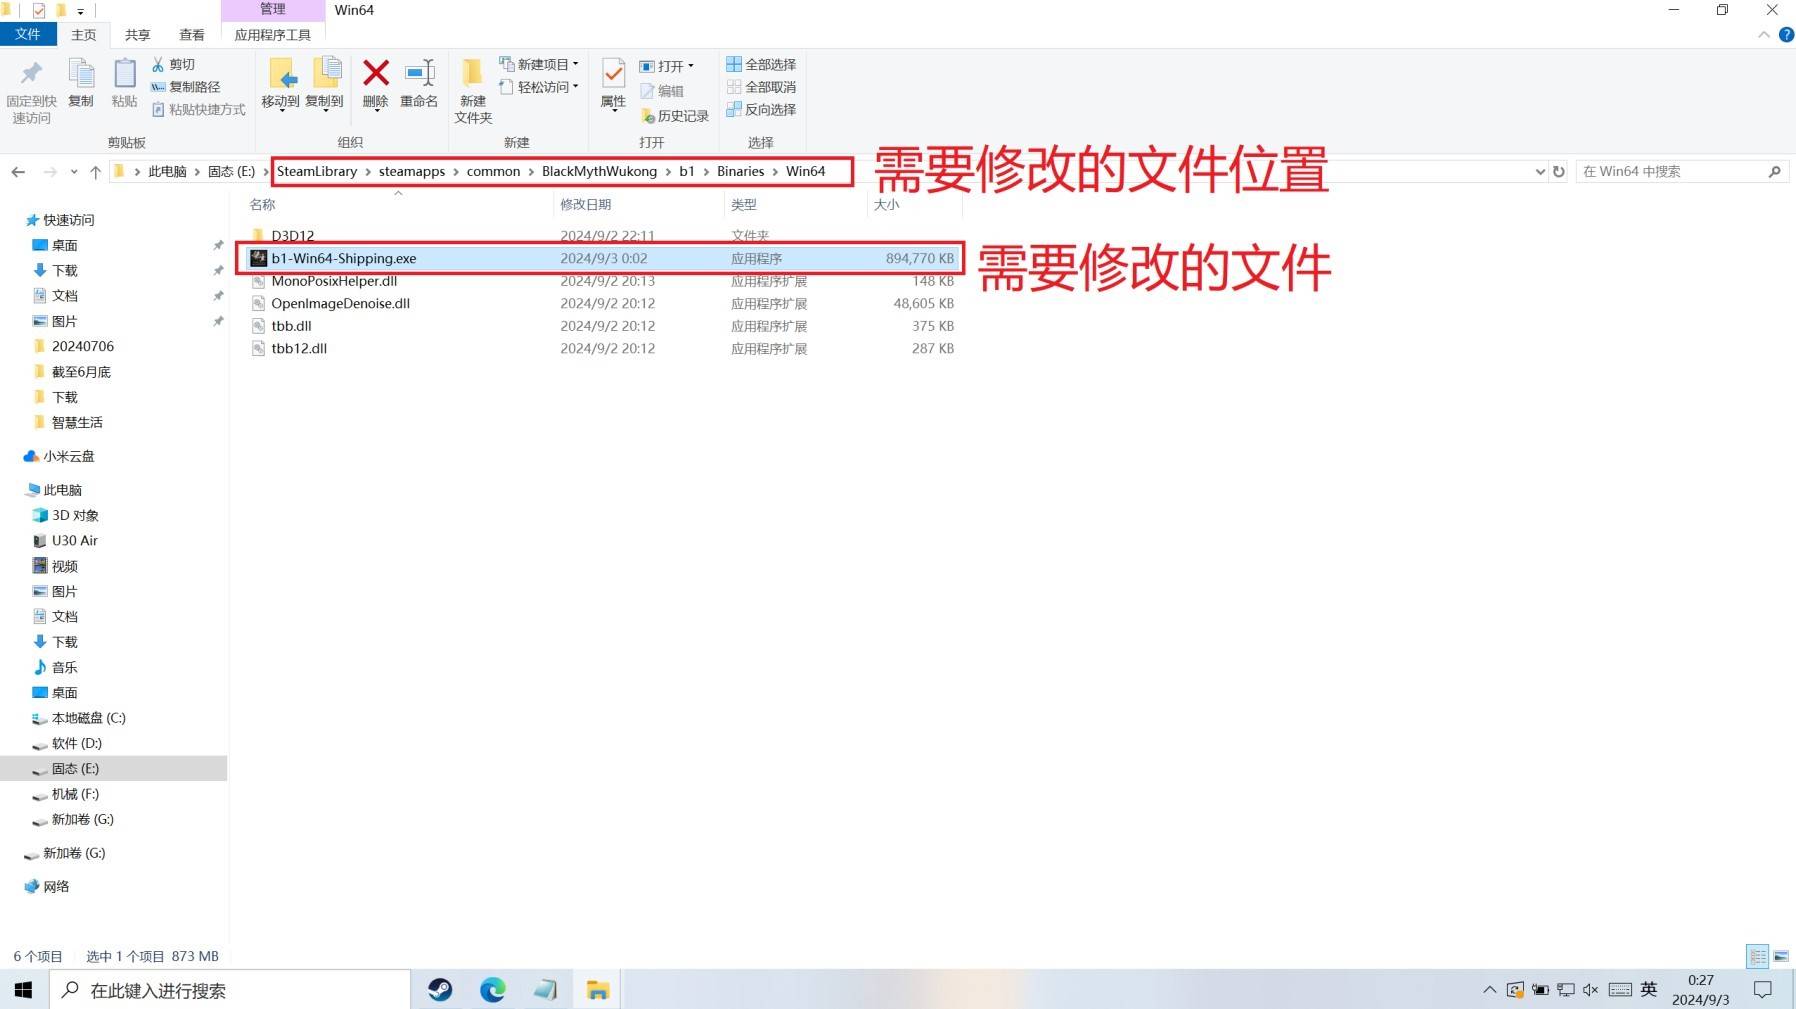 管理
Win64
文件
主页
共享
查看
应用程序工具
固定到快
速访问
复制
粘贴
剪切
复制路径
粘贴快捷方式
剪贴板
移动到
复制到
删除
重命名
组织
新建
文件夹
新建项目
轻松访问
新建
属性
打开
编辑
历史记录
打开
全部选择
全部取消
反向选择
选择
此电脑 > 固态 (E:) > SteamLibrary > steamapps > common > BlackMythWukong > b1 > Binaries > Win64
需要修改的文件位置
在 Win64 中搜索
名称 修改日期 类型 大小
D3D12 2024/9/2 22:11 文件夹
b1-Win64-Shipping.exe 2024/9/3 0:02 应用程序 894,770 KB
需要修改的文件
MonoPosixHelper.dll 2024/9/2 20:13 应用程序扩展 148 KB
OpenImageDenoise.dll 2024/9/2 20:12 应用程序扩展 48,605 KB
tbb.dll 2024/9/2 20:12 应用程序扩展 375 KB
tbb12.dll 2024/9/2 20:12 应用程序扩展 287 KB
快速访问
桌面
下载
文档
图片
20240706
截至6月底
下载
智慧生活
小米云盘
此电脑
3D 对象
U30 Air
视频
图片
文档
下载
音乐
桌面
本地磁盘 (C:)
软件 (D:)
固态 (E:)
机械 (F:)
新加卷 (G:)
新加卷 (G:)
网络
6 个项目 选中 1 个项目 873 MB
在此键入进行搜索
英
0:27
2024/9/3